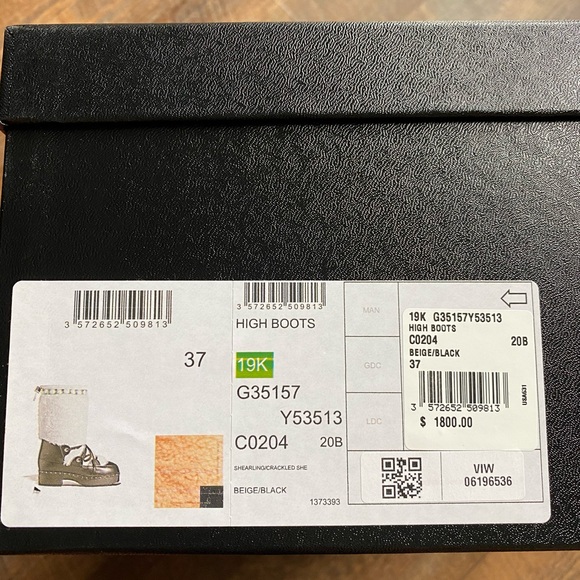 3 572652 509813
37
3 572652 509813
HIGH BOOTS
19K
G35157
Y53513
C0204 20B
SHEARLING/CRACKLED SHE
BEIGE/BLACK
1373393
MAN
GDC
LDC
19K G35157Y53513
HIGH BOOTS
C0204 20B
BEIGE/BLACK
37
3 572652 509813
USA631
$ 1800.00
VIW
06196536